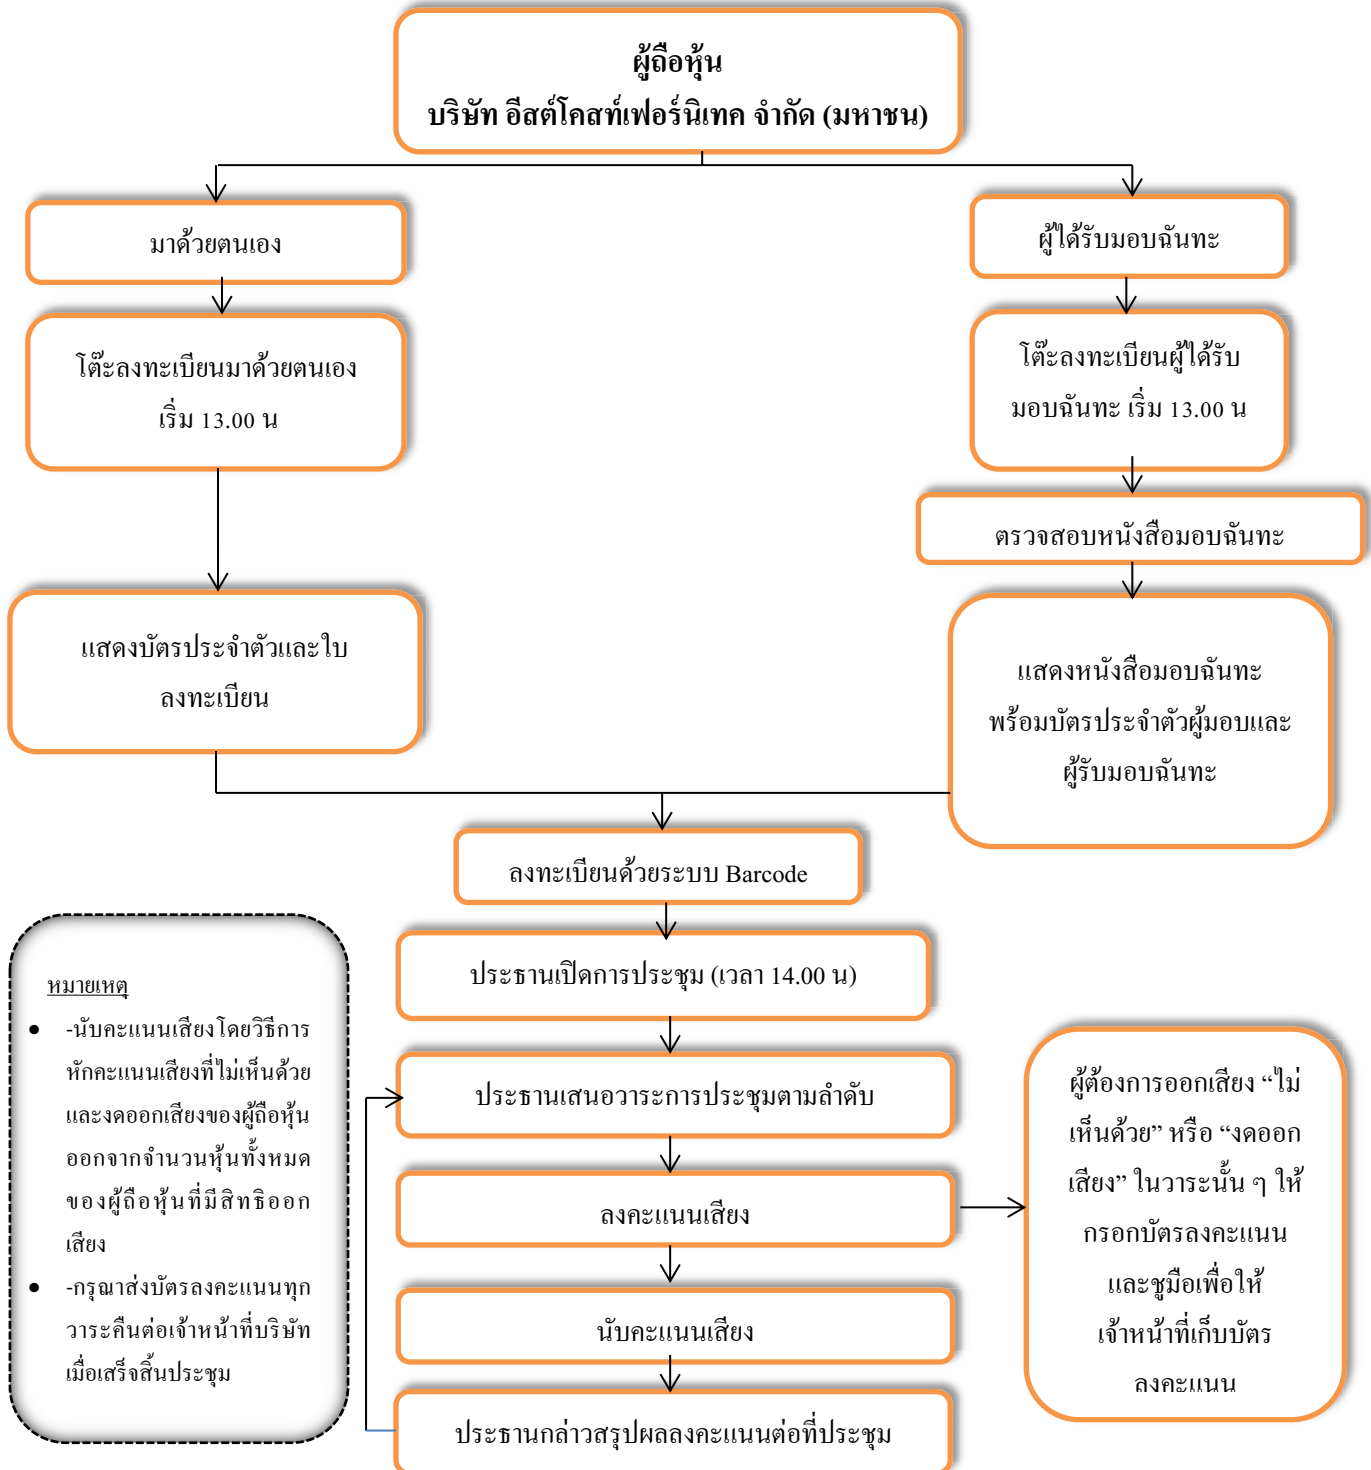 ผู้ถือหุ้น
บริษัท อีสต์โคสท์เฟอร์นิเทค จำกัด (มหาชน)
มาด้วยตนเอง
ผู้ได้รับมอบฉันทะ
โต๊ะลงทะเบียนมาด้วยตนเอง
เริ่ม 13.00 น
โต๊ะลงทะเบียนผู้ได้รับ
มอบฉันทะ เริ่ม 13.00 น
ตรวจสอบหนังสือมอบฉันทะ
แสดงบัตรประจำตัวและใบ
ลงทะเบียน
แสดงหนังสือมอบฉันทะ
พร้อมบัตรประจำตัวผู้มอบและ
ผู้รับมอบฉันทะ
ลงทะเบียนด้วยระบบ Barcode
ประธานเปิดการประชุม (เวลา 14.00 น)
ประธานเสนอวาระการประชุมตามลำดับ
ลงคะแนนเสียง
นับคะแนนเสียง
ประธานกล่าวสรุปผลลงคะแนนต่อที่ประชุม
หมายเหตุ
• -นับคะแนนเสียงโดยวิธีการ
หักคะแนนเสียงที่ไม่เห็นด้วย
และงดออกเสียงของผู้ถือหุ้น
ออกจากจำนวนหุ้นทั้งหมด
ของผู้ถือหุ้นที่มีสิทธิออก
เสียง
• -กรุณาส่งบัตรลงคะแนนทุก
วาระคืนต่อเจ้าหน้าที่บริษัท
เมื่อเสร็จสิ้นประชุม
ผู้ต้องการออกเสียง “ไม่
เห็นด้วย” หรือ “งดออก
เสียง” ในวาระนั้น ๆ ให้
กรอกบัตรลงคะแนน
และชูมือเพื่อให้
เจ้าหน้าที่เก็บบัตร
ลงคะแนน